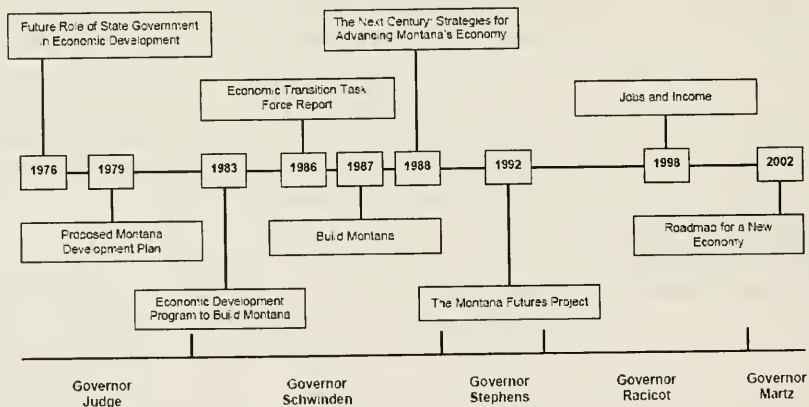 Future Role of State Government
in Economic Development
The Next Century: Strategies for
Advancing Montana's Economy
Economic Transition Task
Force Report
Jobs and Income
1976
1979
1983
1986
1987
1988
1992
1998
2002
Proposed Montana
Development Plan
Build Montana
Roadmap for a New
Economy
Economic Development
Program to Build Montana
The Montana Futures Project
Governor
Judge
Governor
Schwinden
Governor
Stephens
Governor
Racicot
Governor
Martz